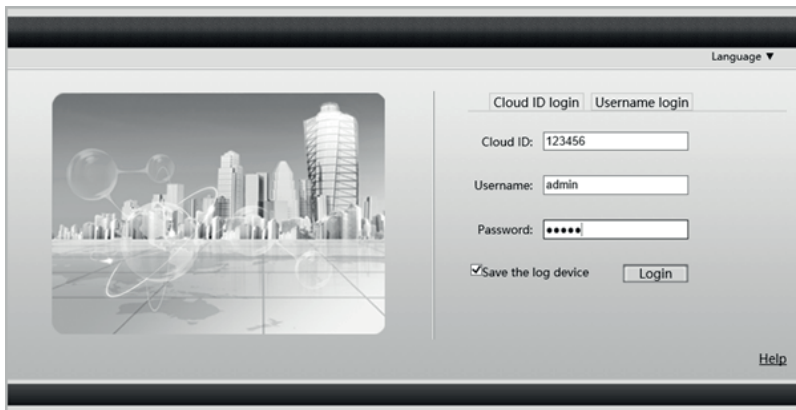 Language ▼
Cloud ID login Username login
Cloud ID: 123456
Username: admin
Password: •••••
Save the log device Login
Help